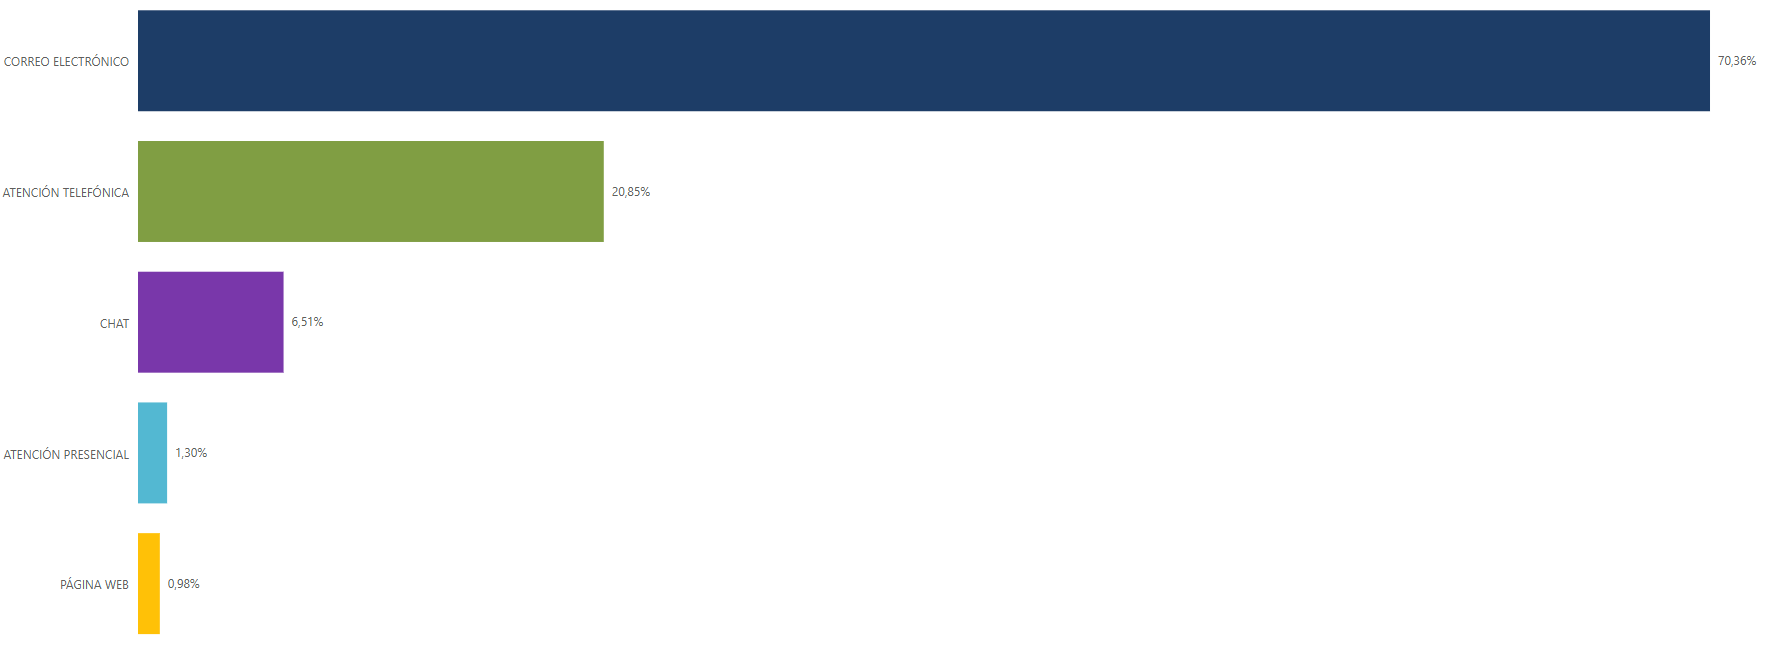 CORREO ELECTRÓNICO 70,36%
ATENCIÓN TELEFÓNICA 20,85%
CHAT 6,51%
ATENCIÓN PRESENCIAL 1,30%
PÁGINA WEB 0,98%